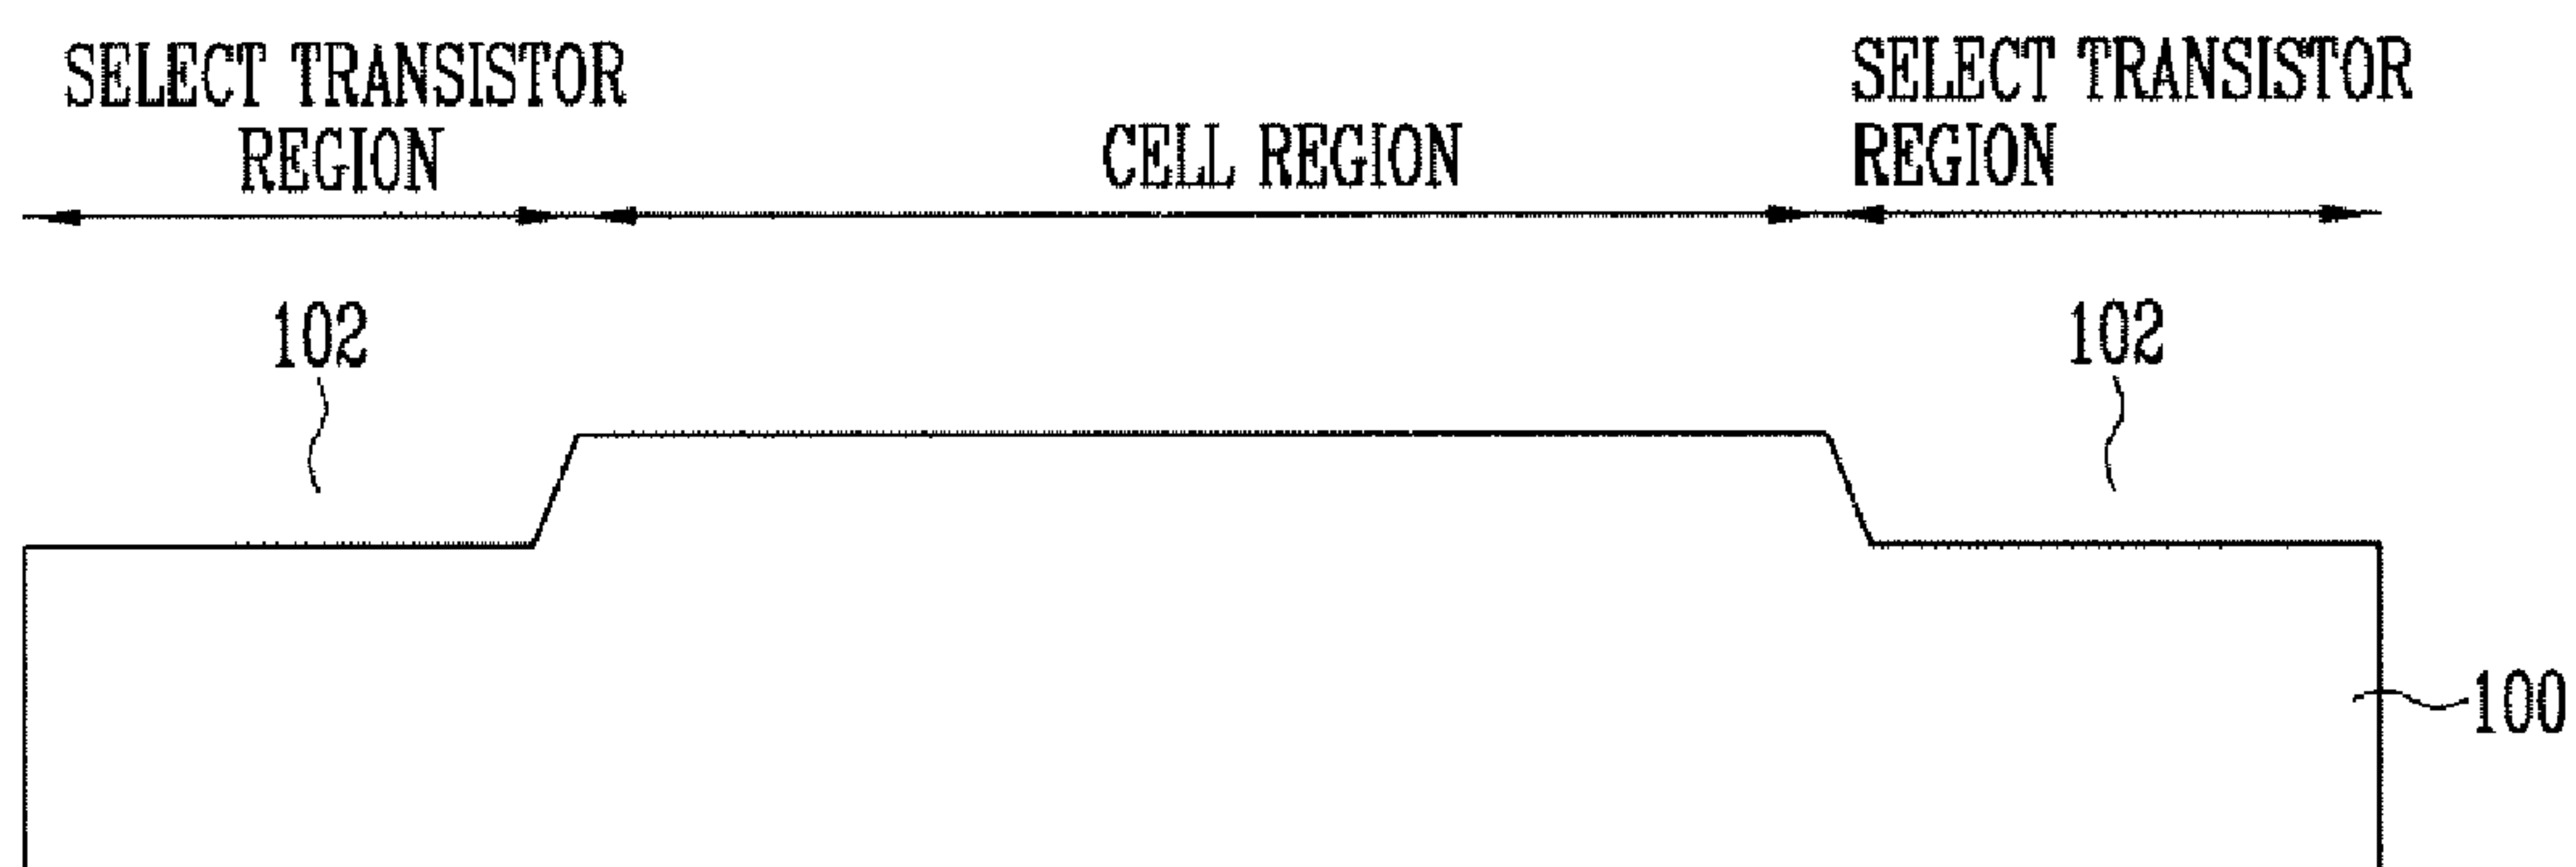 SELECT TRANSISTOR
REGION
CELL REGION
SELECT TRANSISTOR
REGION
102
102
100